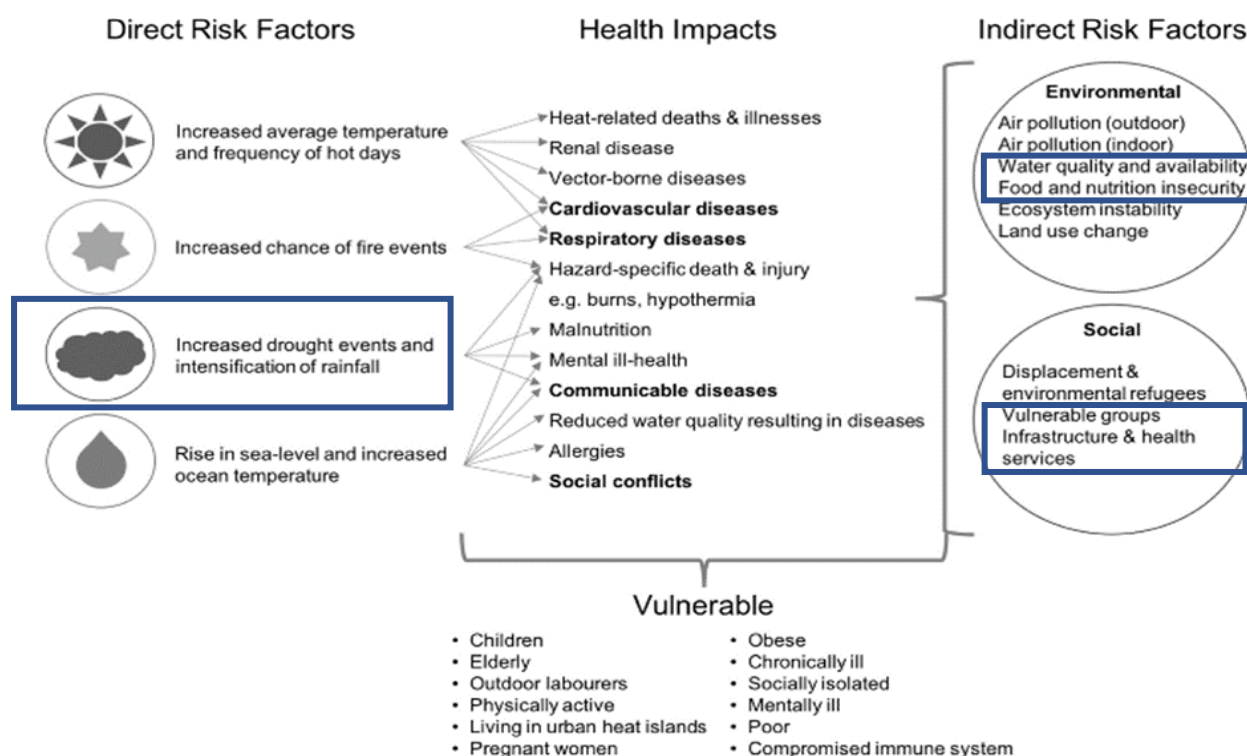 Direct Risk Factors
Health Impacts
Indirect Risk Factors
Increased average temperature
and frequency of hot days
Increased chance of fire events
Increased drought events and
intensification of rainfall
Rise in sea-level and increased
ocean temperature
Heat-related deaths & illnesses
Renal disease
Vector-borne diseases
Cardiovascular diseases
Respiratory diseases
Hazard-specific death & injury
e.g. burns, hypothermia
Malnutrition
Mental ill-health
Communicable diseases
Reduced water quality resulting in diseases
Allergies
Social conflicts
Environmental
Air pollution (outdoor)
Air pollution (indoor)
Water quality and availability
Food and nutrition insecurity
Ecosystem instability
Land use change
Social
Displacement &
environmental refugees
Vulnerable groups
Infrastructure & health
services
Vulnerable
• Children
• Elderly
• Outdoor labourers
• Physically active
• Living in urban heat islands
• Pregnant women
• Obese
• Chronically ill
• Socially isolated
• Mentally ill
• Poor
• Compromised immune system